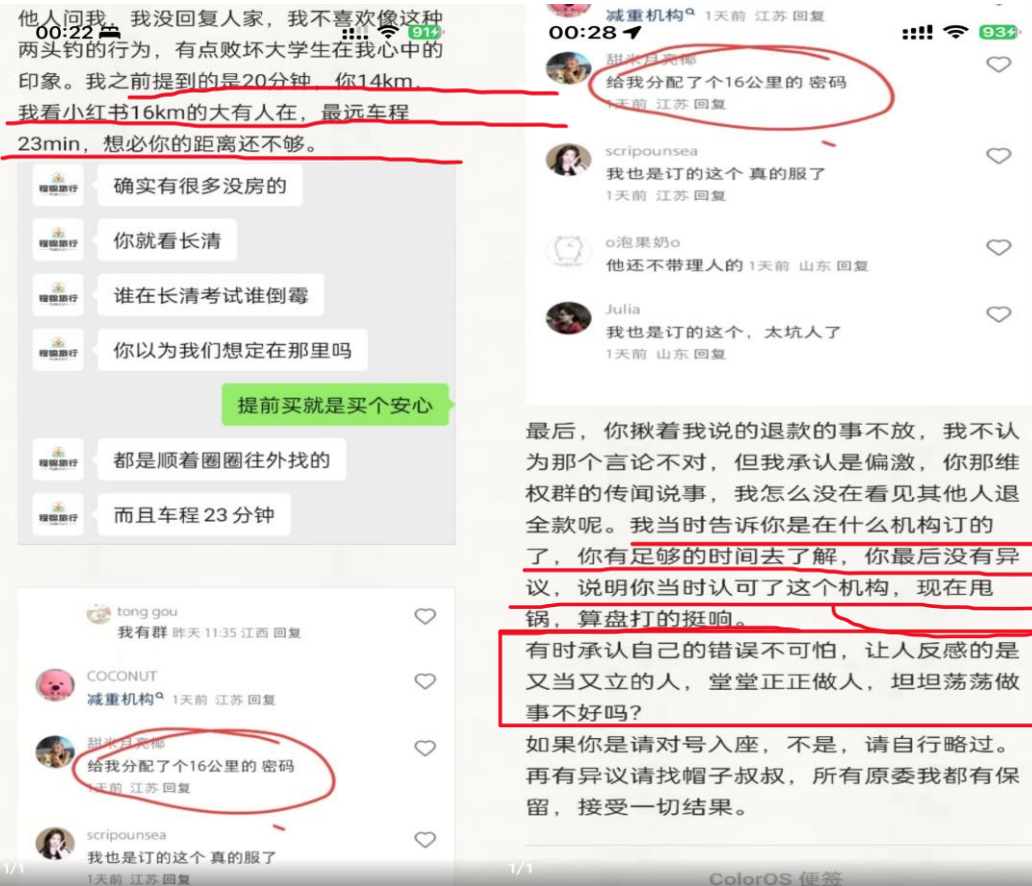 他人问我，我没回复人家，我不喜欢像这种
00:22
91
两头钓的行为，有点败坏大学生在我心中的
印象。我之前提到的是20分钟，你14km，
我看小红书16km的大有人在，最远车程
23min，想必你的距离还不够。
确实有很多没房的
你就看长清
谁在长清考试谁倒霉
你以为我们想定在那里吗
提前买就是买个安心
都是顺着圈圈往外找的
而且车程23分钟
tong gou
我有群 昨天 11:35 江西 回复
COCONUT
减重机构 1天前 江苏 回复
甜米月亮椰
给我分配了个16公里的 密码
1天前 江苏 回复
scripounsea
我也是订的这个 真的服了
1天前 江苏 回复
1/1
减重机构 1天前 江苏 回复
00:28
93
甜米月亮椰
给我分配了个16公里的 密码
1天前 江苏 回复
scripounsea
我也是订的这个 真的服了
1天前 江苏 回复
o泡果奶o
他还不带理人的 1天前 山东 回复
Julia
我也是订的这个，太坑人了
1天前 山东 回复
最后，你揪着我说的退款的事不放，我不认
为那个言论不对，但我承认是偏激，你那维
权群的传闻说事，我怎么没在看见其他人退
全款呢。我当时告诉你是在什么机构订的
了，你有足够的时间去了解，你最后没有异
议，说明你当时认可了这个机构，现在甩
锅，算盘打的挺响。
有时承认自己的错误不可怕，让人反感的是
又当又立的人，堂堂正正做人，坦坦荡荡做
事不好吗？
如果你是请对号入座，不是，请自行略过。
再有异议请找帽子叔叔，所有原委我都有保
留，接受一切结果。
1/1
ColorOS 便签